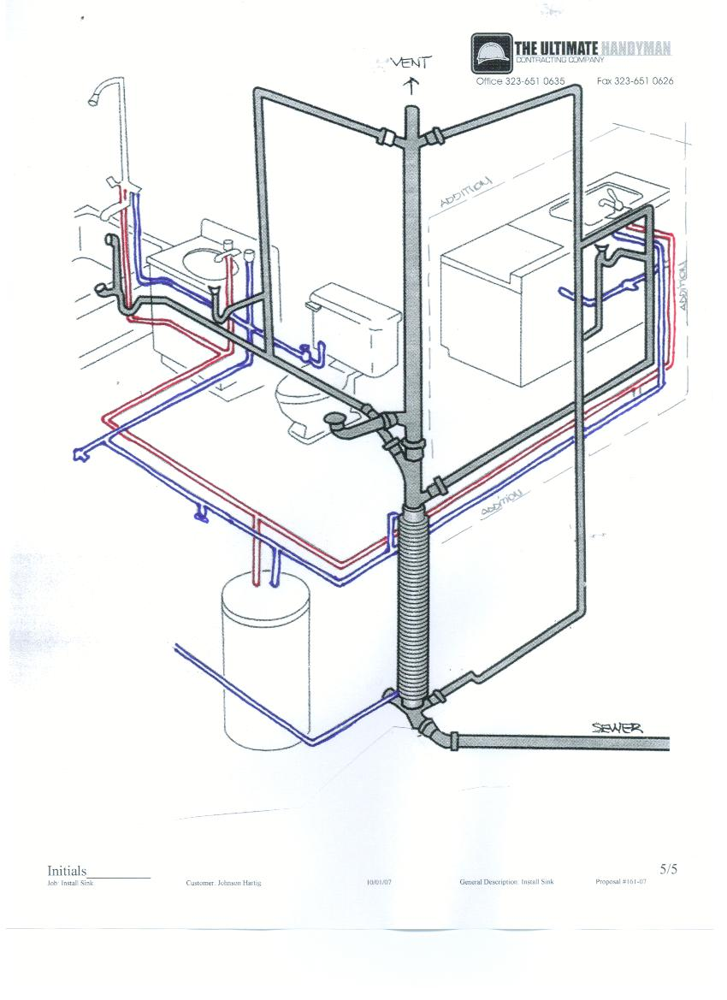 VENT
THE ULTIMATE HANDYMAN
CONTRACTING COMPANY
Office 323-651 0635 Fax 323-651 0626
ADDITION
ADDITION
ADDITION
SEWER
Initials
5/5
Job: Install Sink Customer: Johnson Hartig 10/01/07 General Description: Install Sink Proposal #161-07